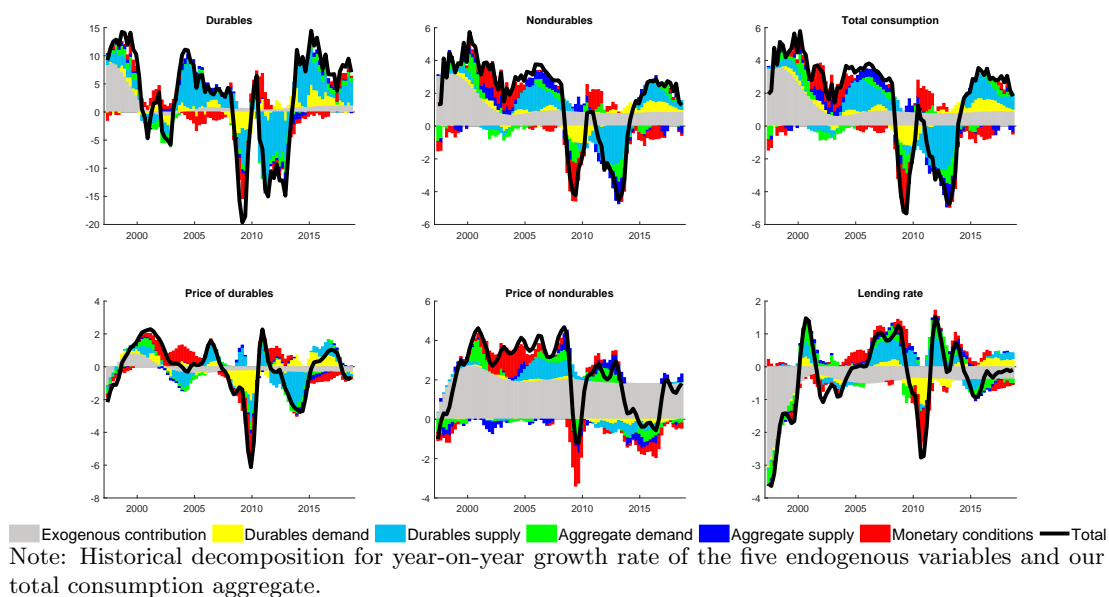 Durables
Nondurables
Total consumption
15
10
5
0
-5
-10
-15
-20
2000 2005 2010 2015
6
4
2
0
-2
-4
-6
2000 2005 2010 2015
6
4
2
0
-2
-4
-6
2000 2005 2010 2015
Price of durables
Price of nondurables
Lending rate
4
2
0
-2
-4
-6
-8
2000 2005 2010 2015
6
4
2
0
-2
-4
2000 2005 2010 2015
2
1
0
-1
-2
-3
-4
2000 2005 2010 2015
Exogenous contribution Durables demand Durables supply Aggregate demand Aggregate supply Monetary conditions Total
Note: Historical decomposition for year-on-year growth rate of the five endogenous variables and our
total consumption aggregate.